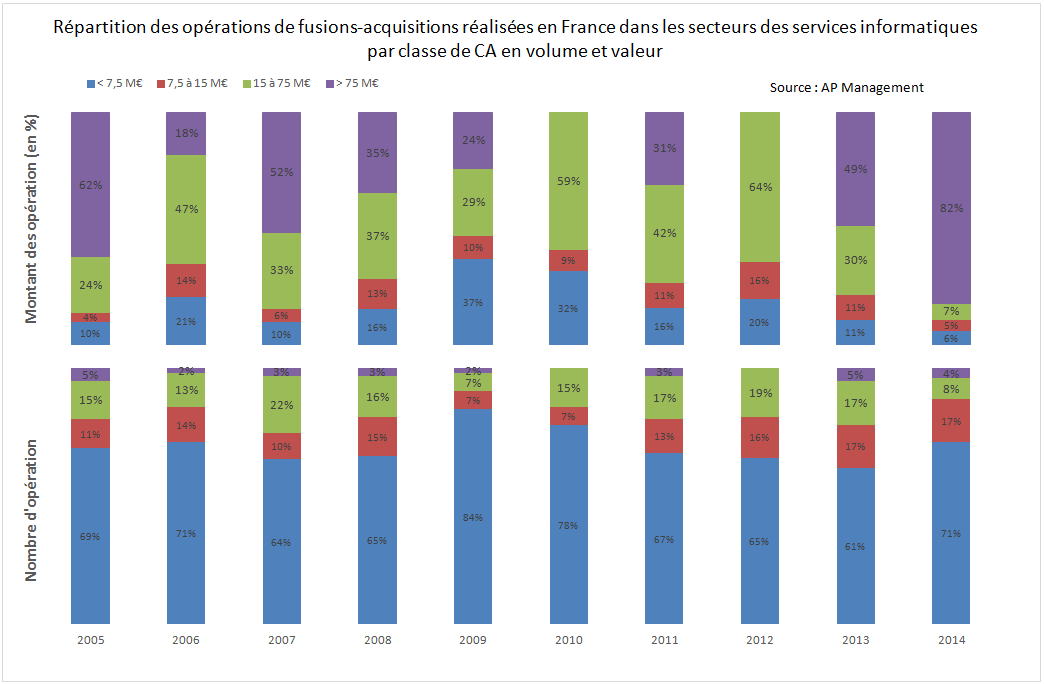 Répartition des opérations de fusions-acquisitions réalisées en France dans les secteurs des services informatiques
par classe de CA en volume et valeur
< 7,5 M€ 7,5 à 15 M€ 15 à 75 M€ > 75 M€
Source : AP Management
Montant des opération (en %)
62% 18% 52% 35% 24% 59% 31% 64% 49% 82%
24% 47% 33% 37% 29% 9% 42% 16% 30% 7%
4% 14% 6% 13% 10% 32% 11% 20% 11% 5%
10% 21% 10% 16% 37% 16% 11% 6%
Nombre d'opération
5% 2% 3% 3% 2% 15% 3% 19% 5% 4%
15% 13% 22% 16% 7% 7% 17% 16% 17% 8%
11% 14% 10% 15% 7% 78% 13% 65% 17% 17%
69% 71% 64% 65% 84% 67% 61% 71%
2005 2006 2007 2008 2009 2010 2011 2012 2013 2014